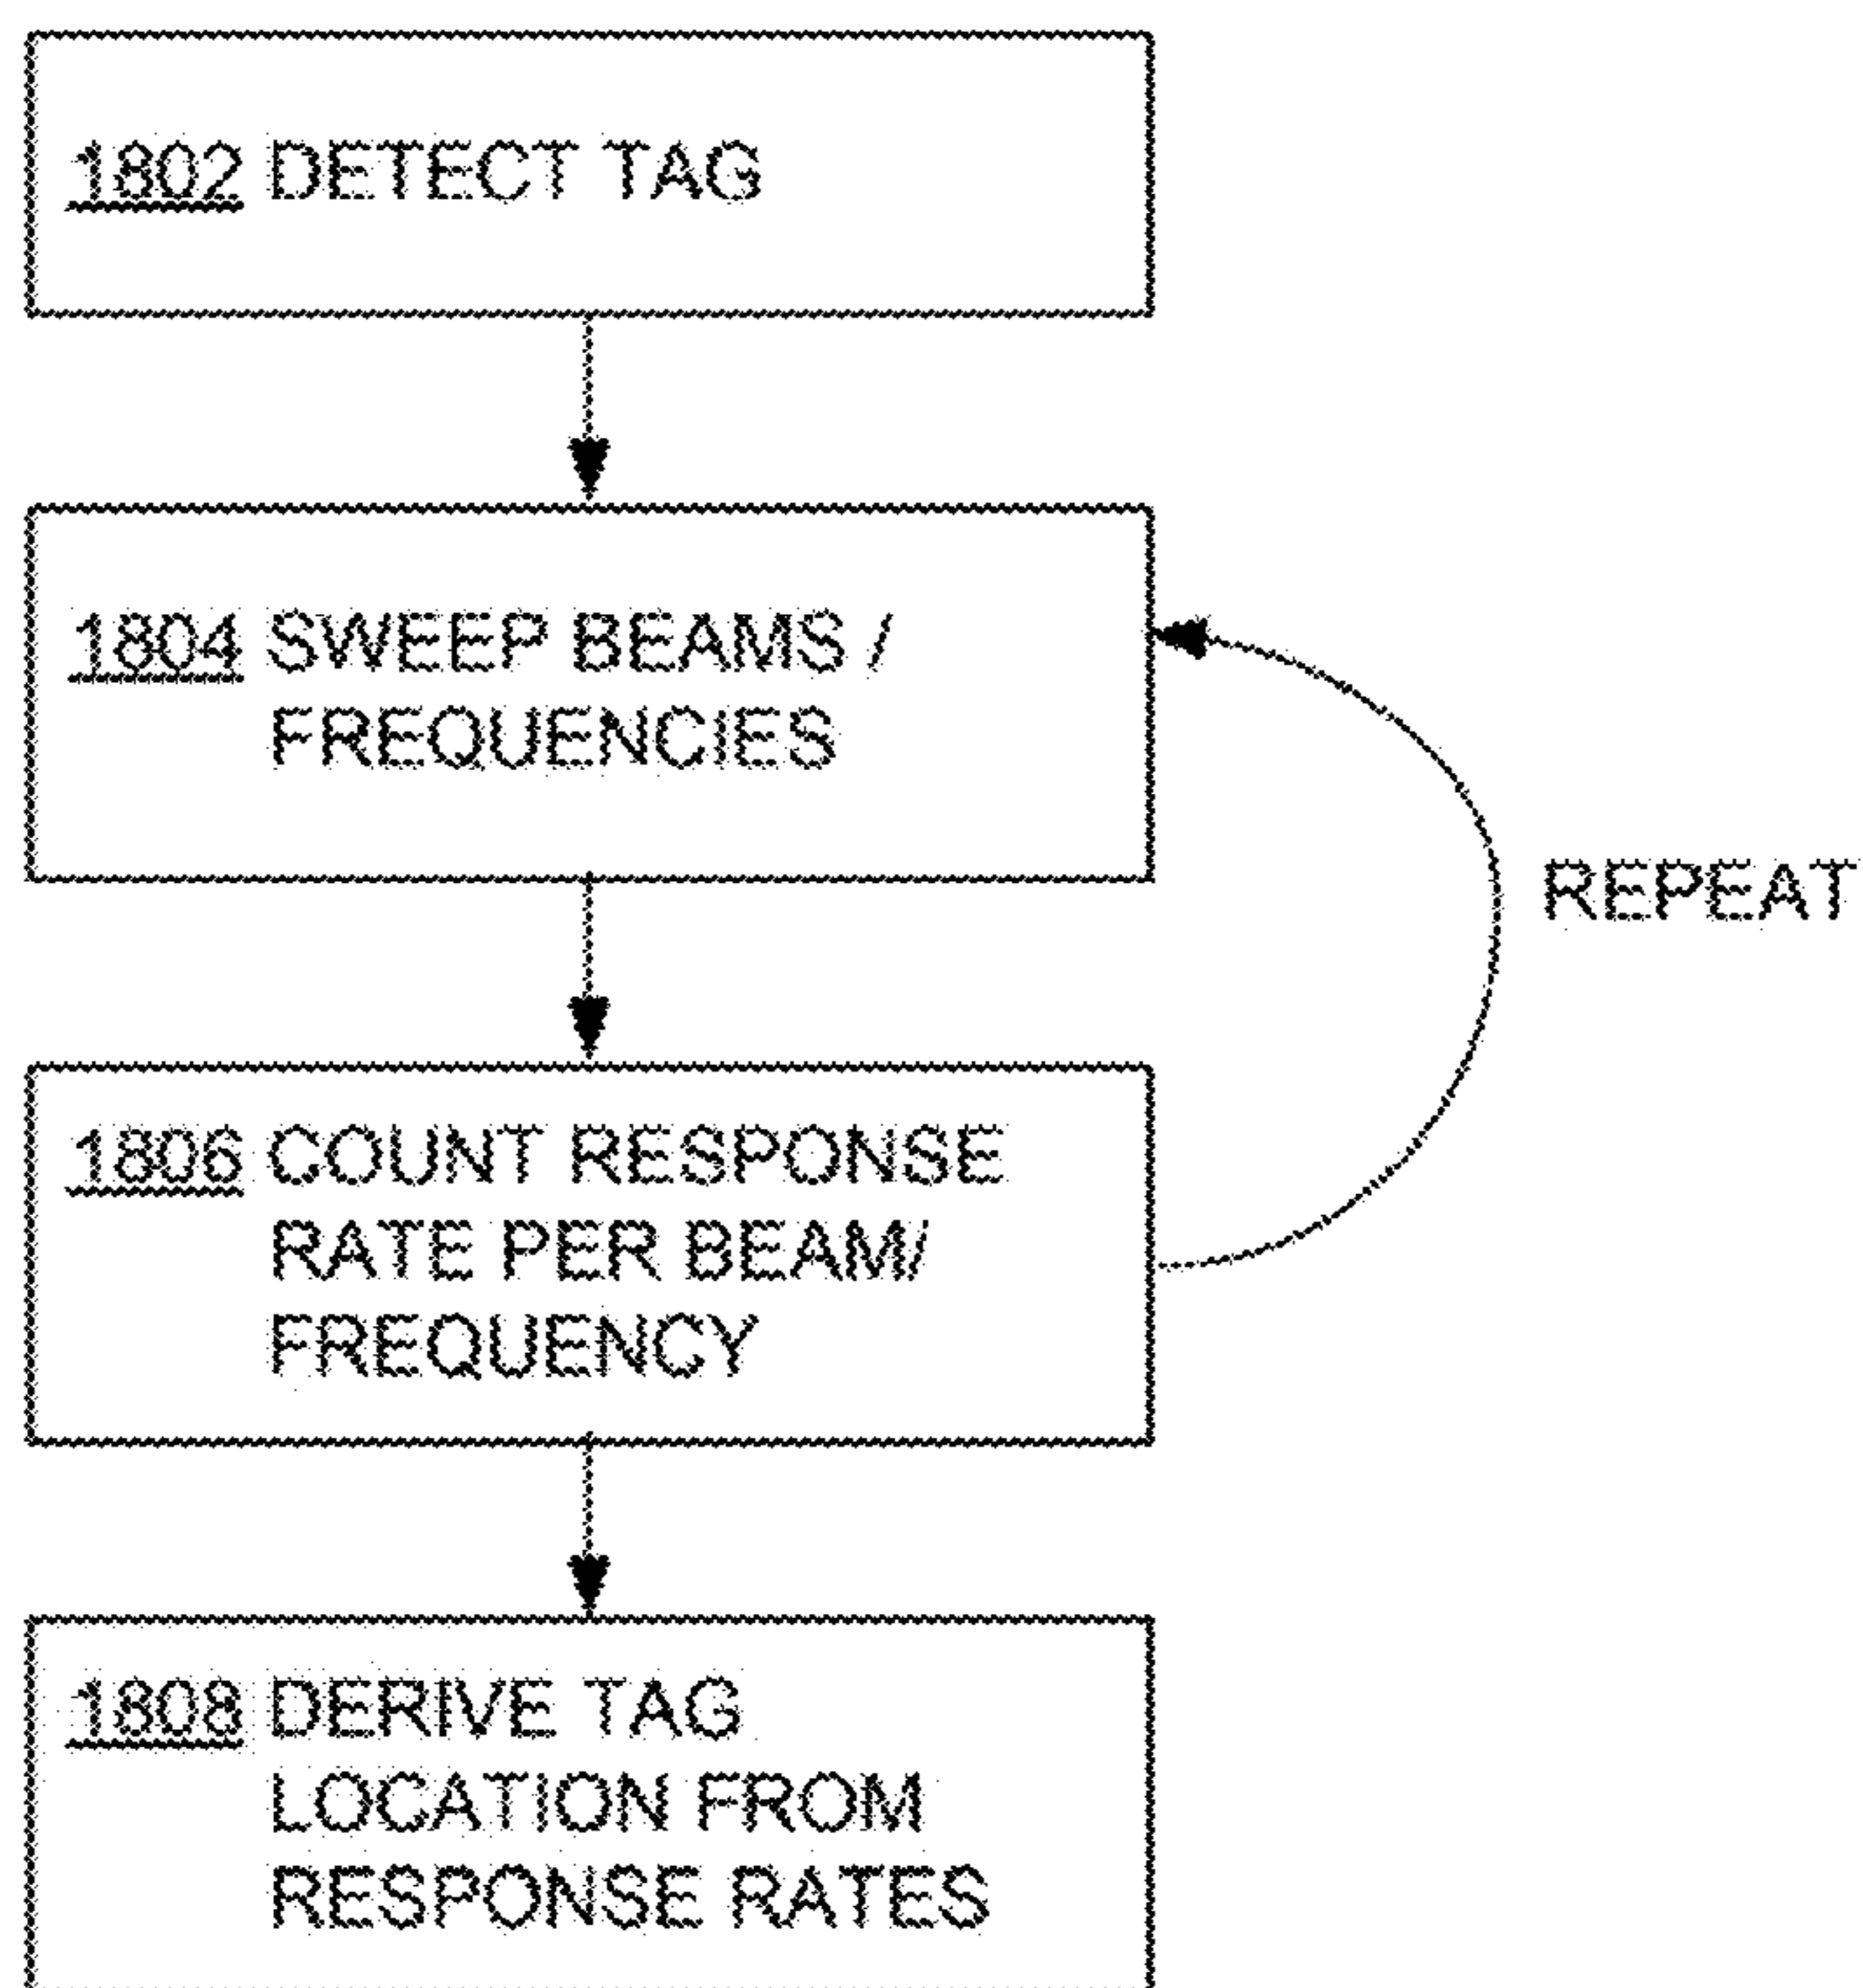 1802 DETECT TAG
1804 SWEEP BEAMS /
FREQUENCIES
REPEAT
1806 COUNT RESPONSE
RATE PER BEAM/
FREQUENCY
1808 DERIVE TAG
LOCATION FROM
RESPONSE RATES